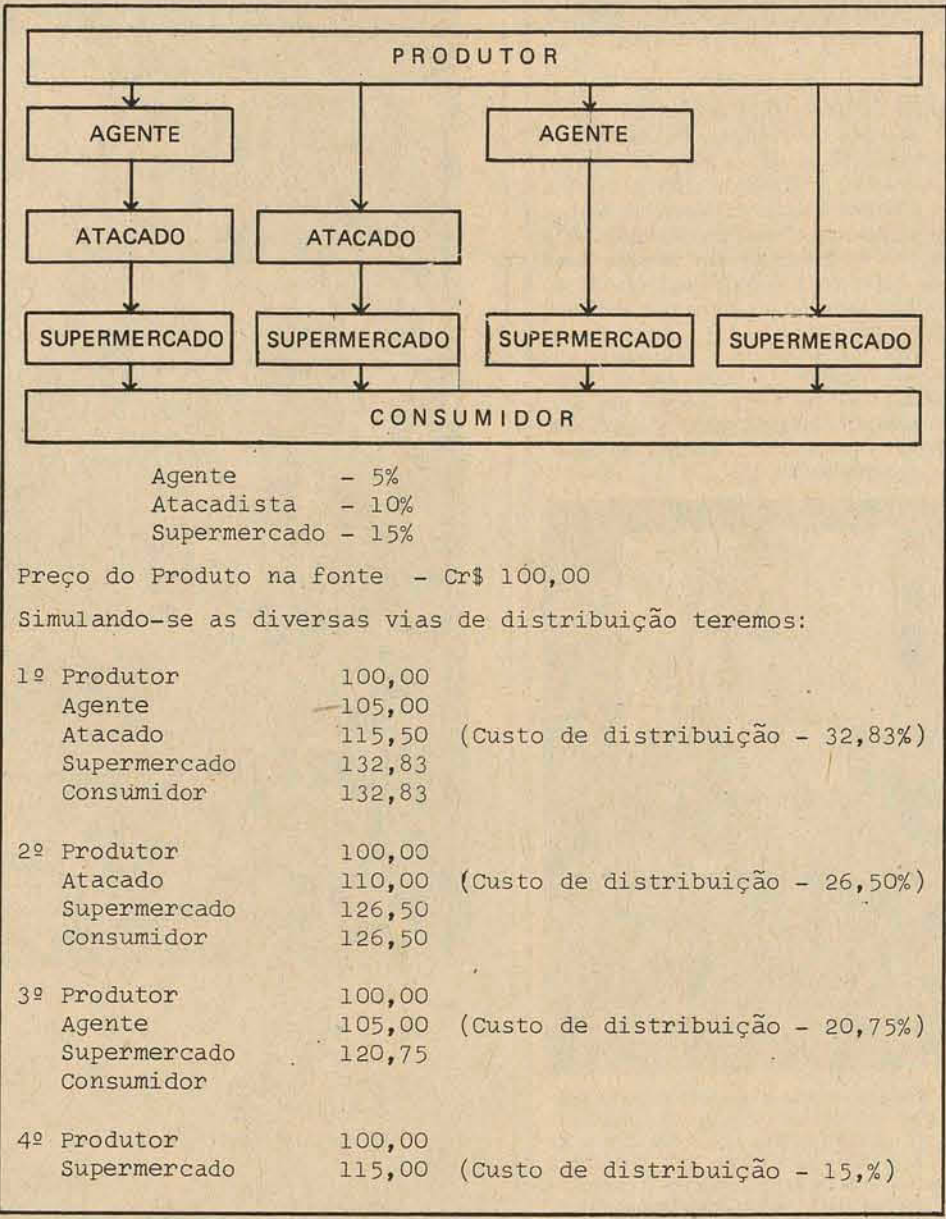 PRODUTOR
AGENTE AGENTE
ATACADO ATACADO
SUPERMERCADO SUPERMERCADO SUPERMERCADO SUPERMERCADO
CONSUMIDOR
Agente - 5%
Atacadista - 10%
Supermercado - 15%
Preço do Produto na fonte - Cr$ 100,00
Simulando-se as diversas vias de distribuição teremos:
1º Produtor 100,00
Agente 105,00
Atacado 115,50 (Custo de distribuição - 32,83%)
Supermercado 132,83
Consumidor 132,83
2º Produtor 100,00
Atacado 110,00 (Custo de distribuição - 26,50%)
Supermercado 126,50
Consumidor 126,50
3º Produtor 100,00
Agente 105,00 (Custo de distribuição - 20,75%)
Supermercado 120,75
Consumidor
4º Produtor 100,00
Supermercado 115,00 (Custo de distribuição - 15,%)